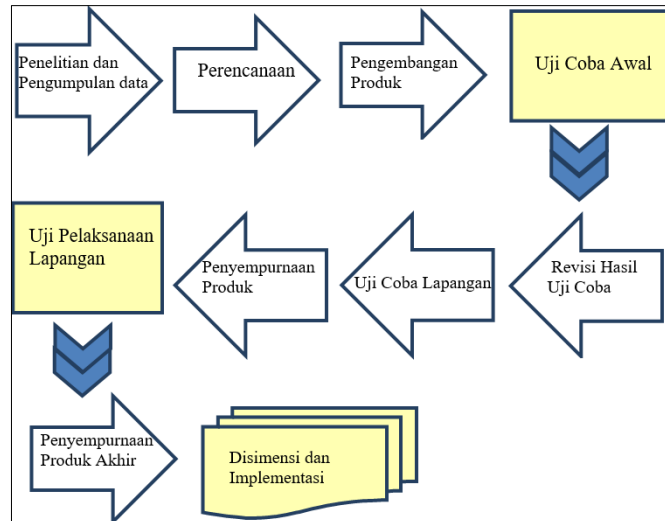 Penelitian dan
Pengumpulan data
Perencanaan
Pengembangan
Produk
Uji Coba Awal
Revisi Hasil
Uji Coba
Uji Coba Lapangan
Penyempurnaan
Produk
Uji Pelaksanaan
Lapangan
Penyempurnaan
Produk Akhir
Disimensi dan
Implementasi